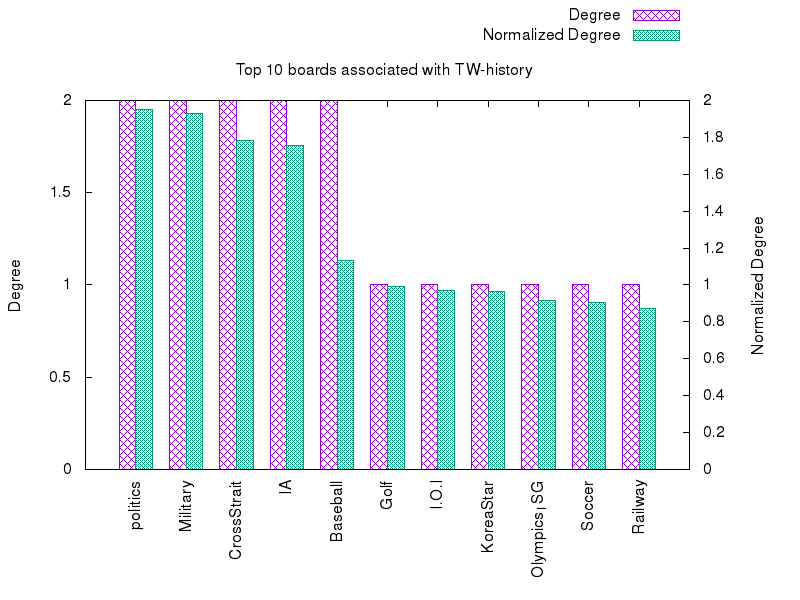 Degree
Normalized Degree
Top 10 boards associated with TW-history
2
1.5
1
0.5
0
Degree
2
1.8
1.6
1.4
1.2
1
0.8
0.6
0.4
0.2
0
Normalized Degree
politics
Military
CrossStrait
IA
Baseball
Golf
I.O.I
KoreaStar
Olympics_SG
Soccer
Railway